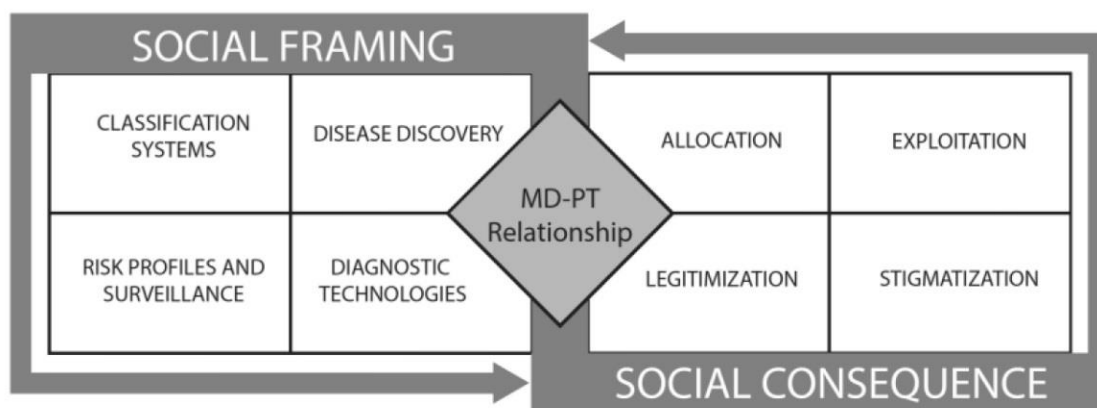 SOCIAL FRAMING
CLASSIFICATION
SYSTEMS
DISEASE DISCOVERY
RISK PROFILES AND
SURVEILLANCE
DIAGNOSTIC
TECHNOLOGIES
MD-PT
Relationship
ALLOCATION
EXPLOITATION
LEGITIMIZATION
STIGMATIZATION
SOCIAL CONSEQUENCE